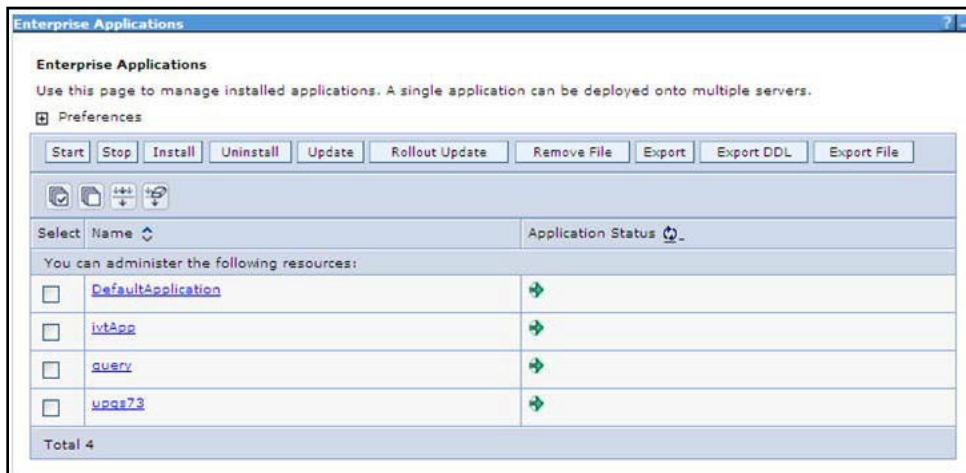 Enterprise Applications
?
Enterprise Applications
Use this page to manage installed applications. A single application can be deployed onto multiple servers.
Preferences
Start Stop Install Uninstall Update Rollout Update Remove File Export Export DDL Export File
Select Name Application Status
You can administer the following resources:
DefaultApplication
ivtApp
query
upgs73
Total 4